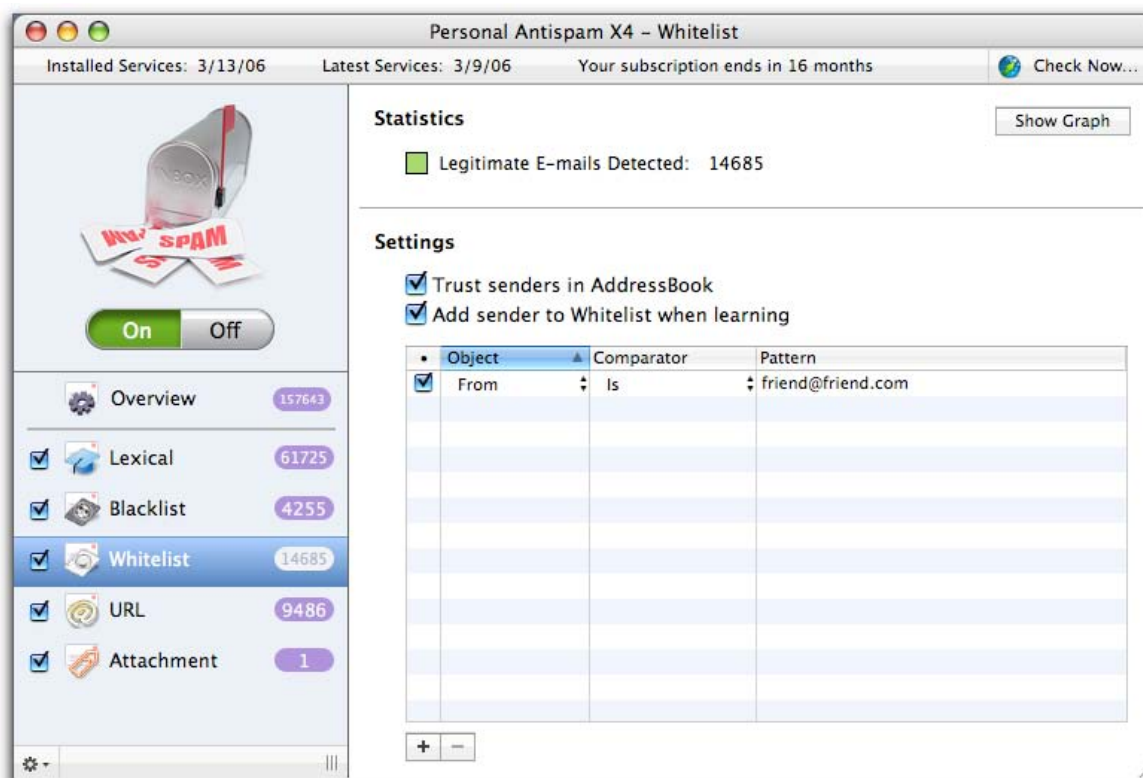 Personal Antispam X4 – Whitelist
Installed Services: 3/13/06 Latest Services: 3/9/06 Your subscription ends in 16 months Check Now...
INBOX
SPAM
On Off
Overview 157643
Lexical 61725
Blacklist 4255
Whitelist 14685
URL 9486
Attachment 1
Statistics
Show Graph
Legitimate E-mails Detected: 14685
Settings
Trust senders in AddressBook
Add sender to Whitelist when learning
• Object Comparator Pattern
From Is friend@friend.com
+ −